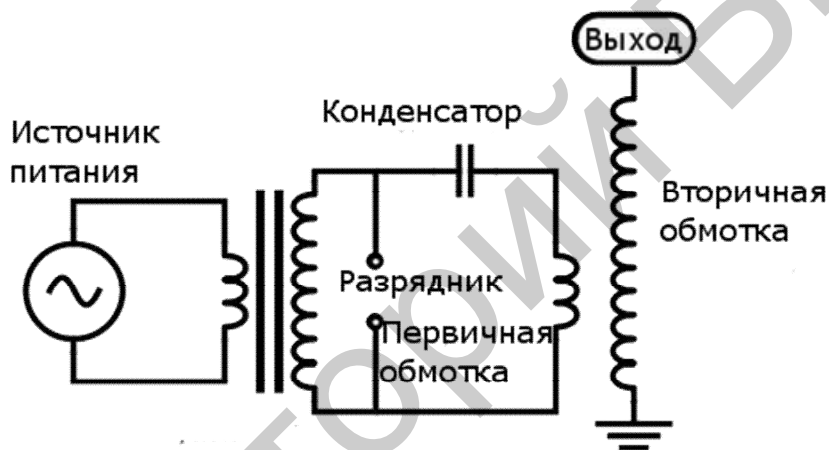 Выход
Конденсатор
Источник
питания
Вторичная
обмотка
Разрядник
Первичная
обмотка